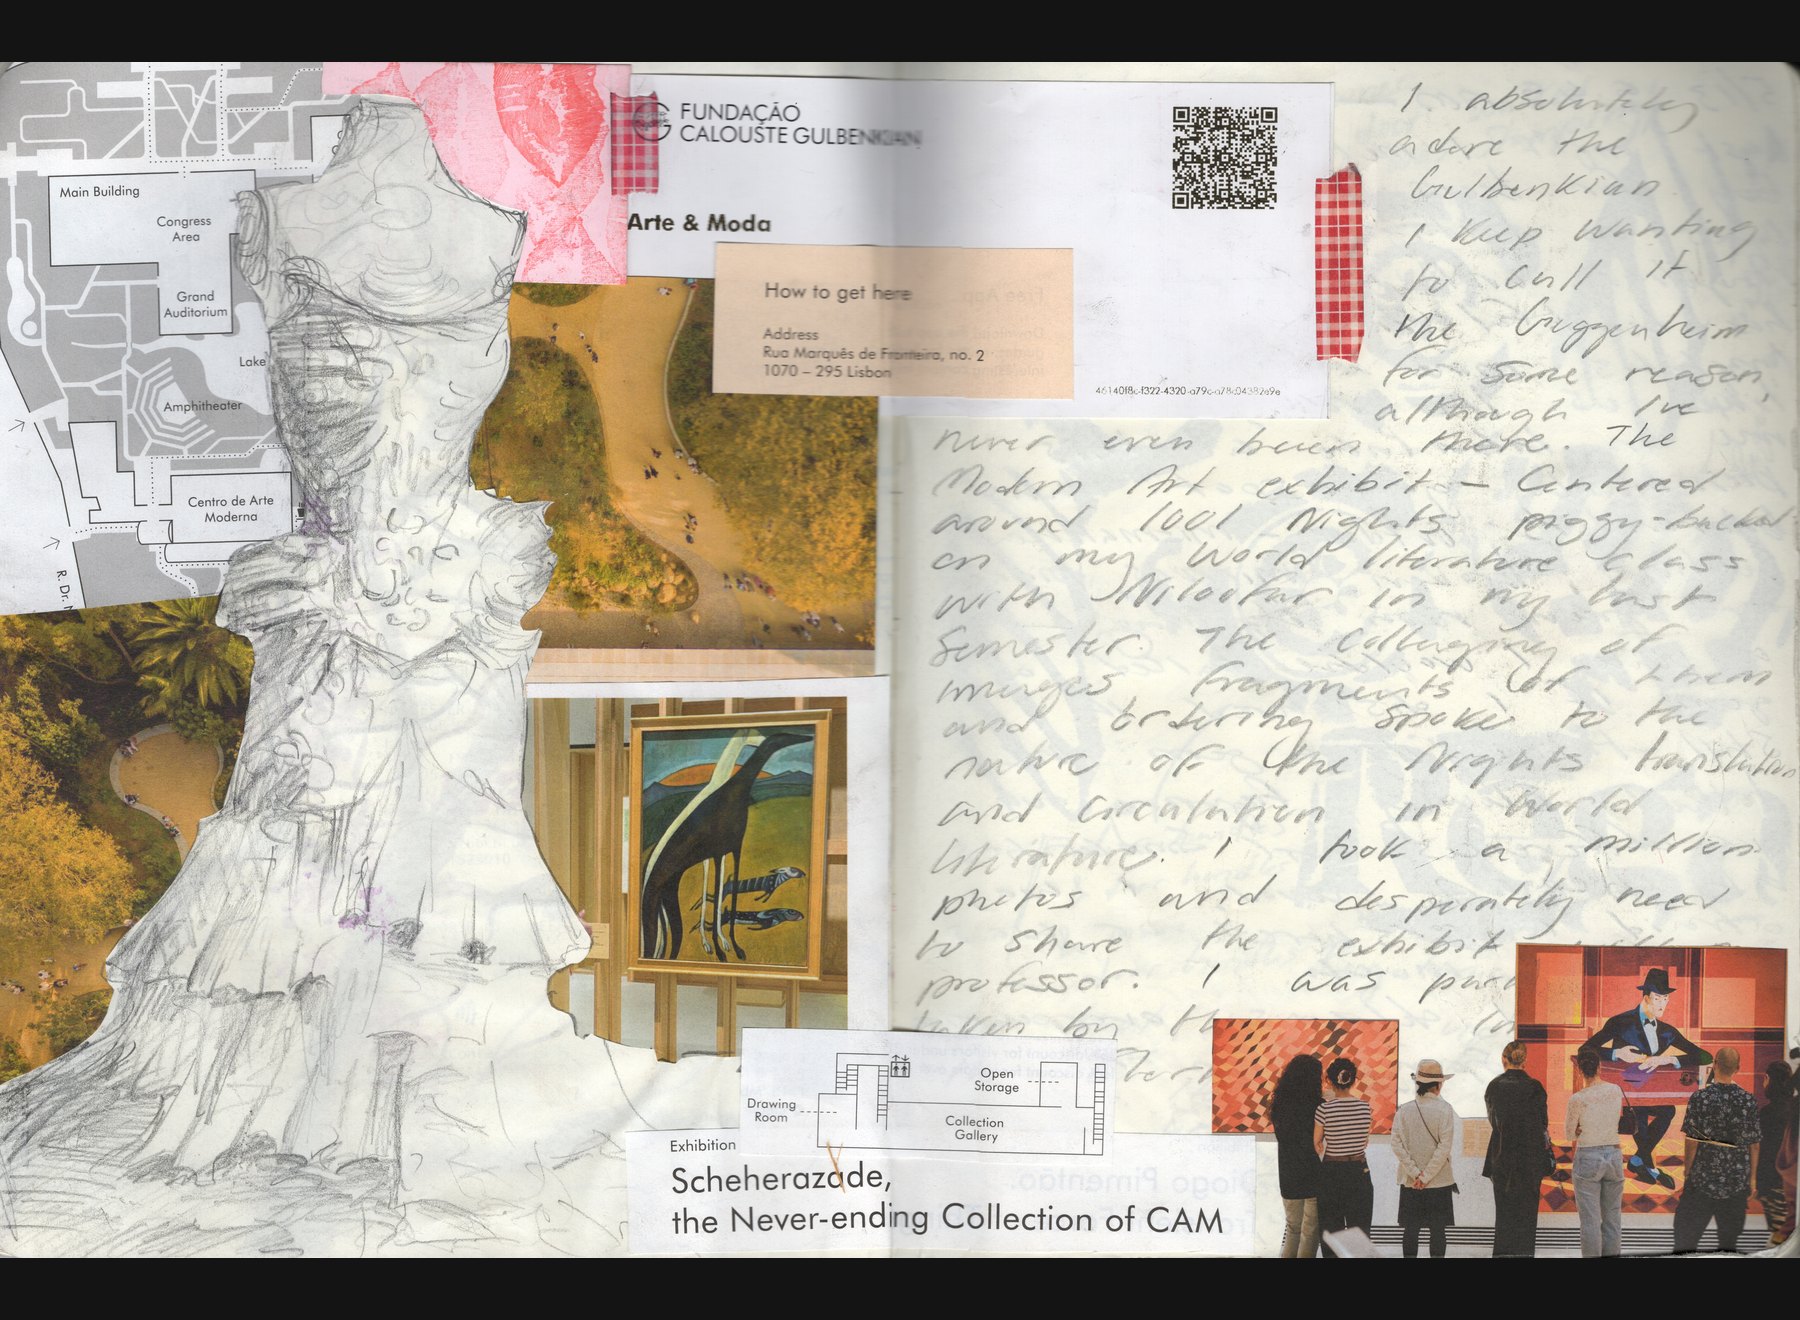 Main Building
Congress
Area
Grand
Auditorium
Lake
Amphitheater
Centro de Arte
Moderna
R. Dr.
FUNDAÇÃO
CALOUSTE GULBENKIAN
Arte & Moda
How to get here
Address
Rua Marquês de Fronteira, no. 2
1070 – 295 Lisbon
I absolutely
adore the
Gulbenkian
I keep wanting
to call it
the Guggenheim
for some reason,
although I've
never even been there. The
Modern Art exhibit - Centered
around 1001 Nights piggy-backed
on my World literature class
with Niloofar in my last
Semester. The collaging of
images fragments of them
and ordering spoke to the
nature of the Nights translation
and circulation in World
literature. I took a million
photos and desperately need
to share the exhibit
professor. I was
taken by
Drawing
Room
Open
Storage
Collection
Gallery
Exhibition
Scheherazade,
the Never-ending Collection of CAM